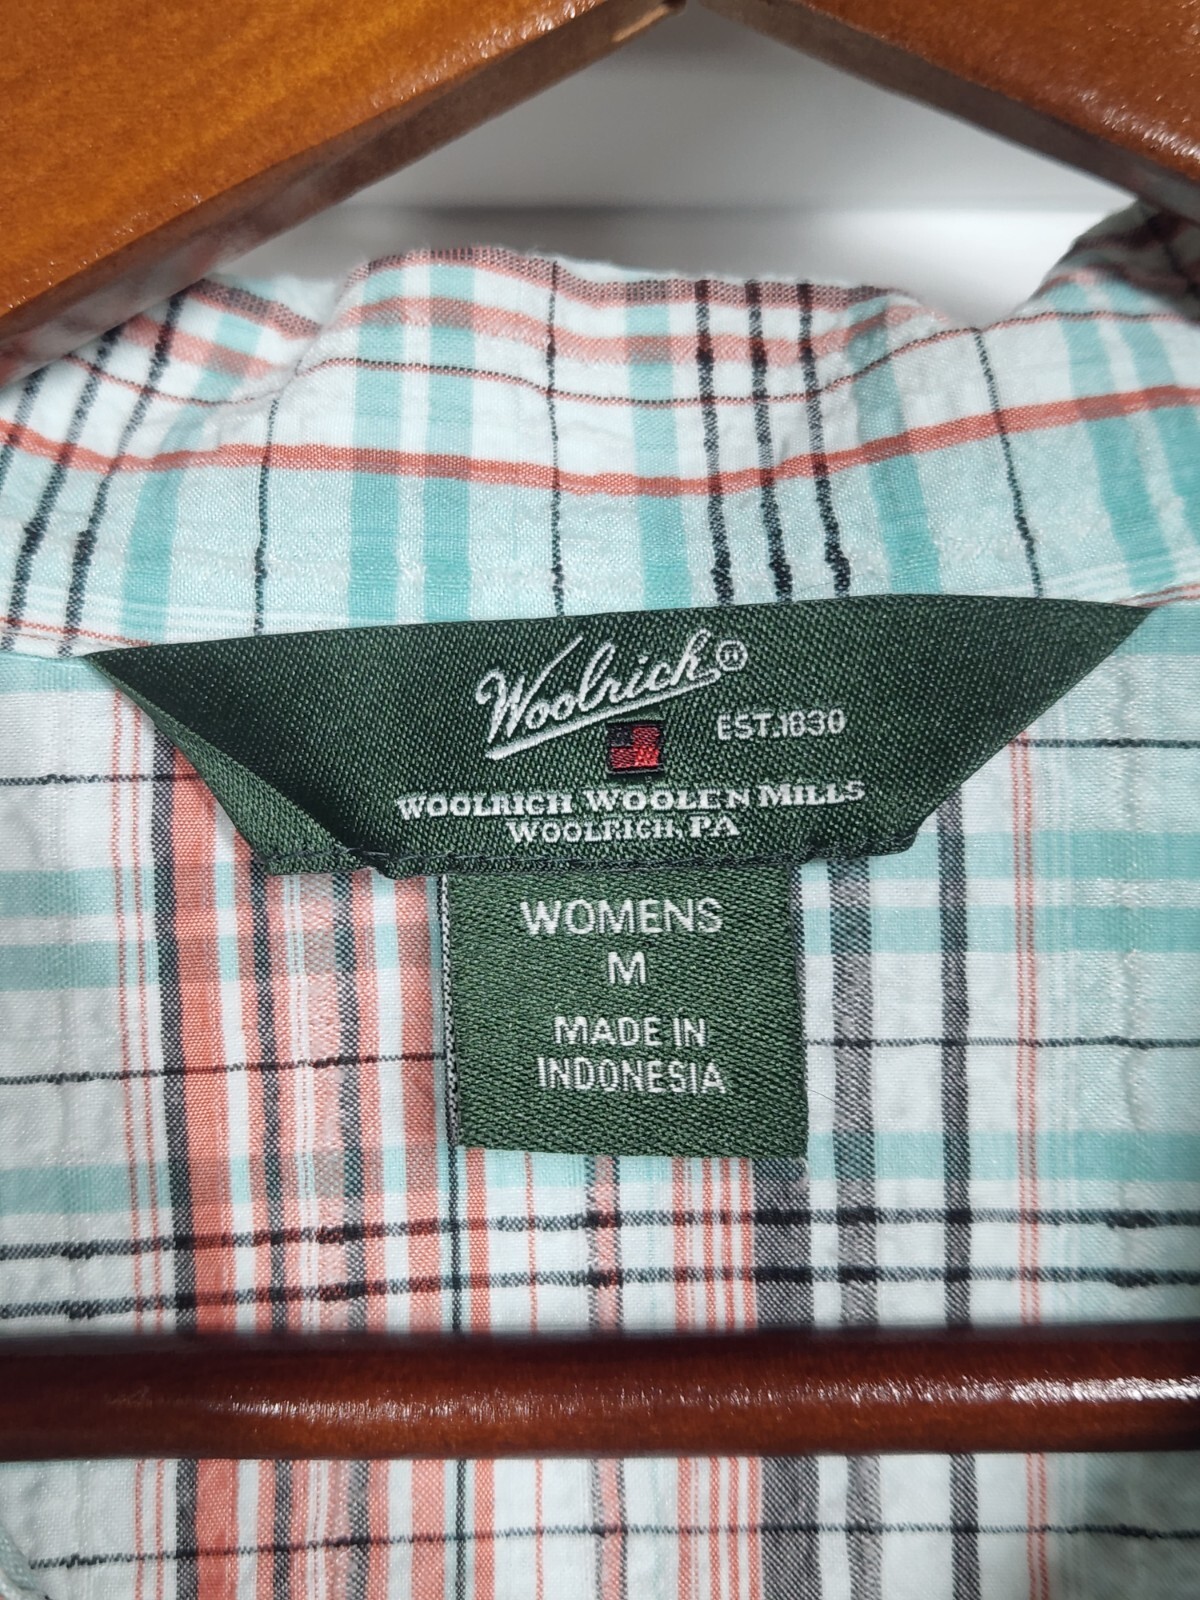 Woolrich®
EST.1830
WOOLRICH WOOLEN MILLS
WOOLRICH, PA
WOMENS
M
MADE IN
INDONESIA